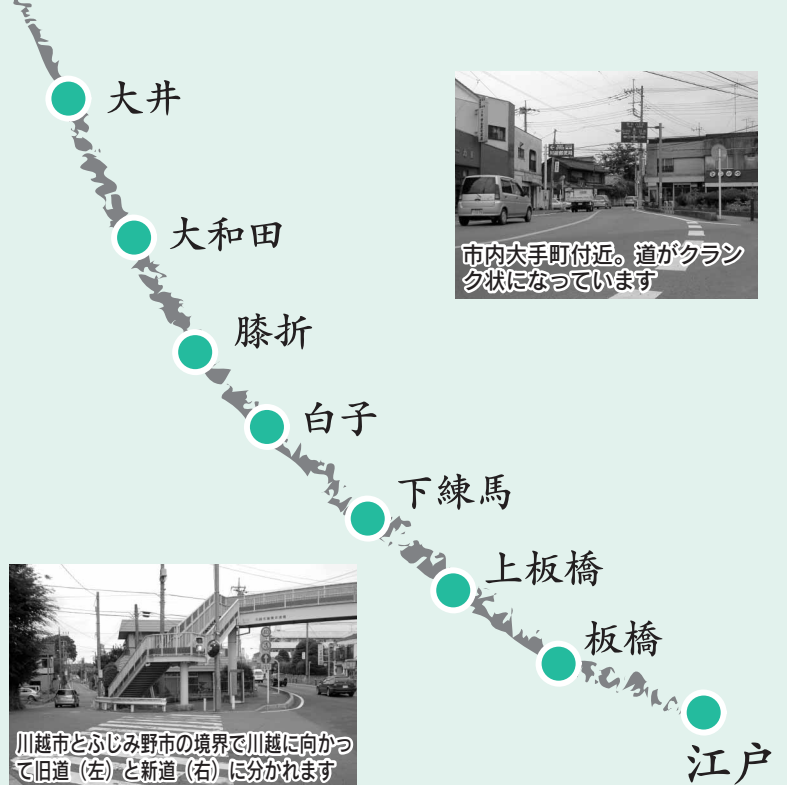 大井
大和田
膝折
白子
下練馬
上板橋
板橋
江戸
市内大手町付近。道がクラン
ク状になっています
川越市とふじみ野市の境界で川越に向かっ
て旧道（左）と新道（右）に分かれます